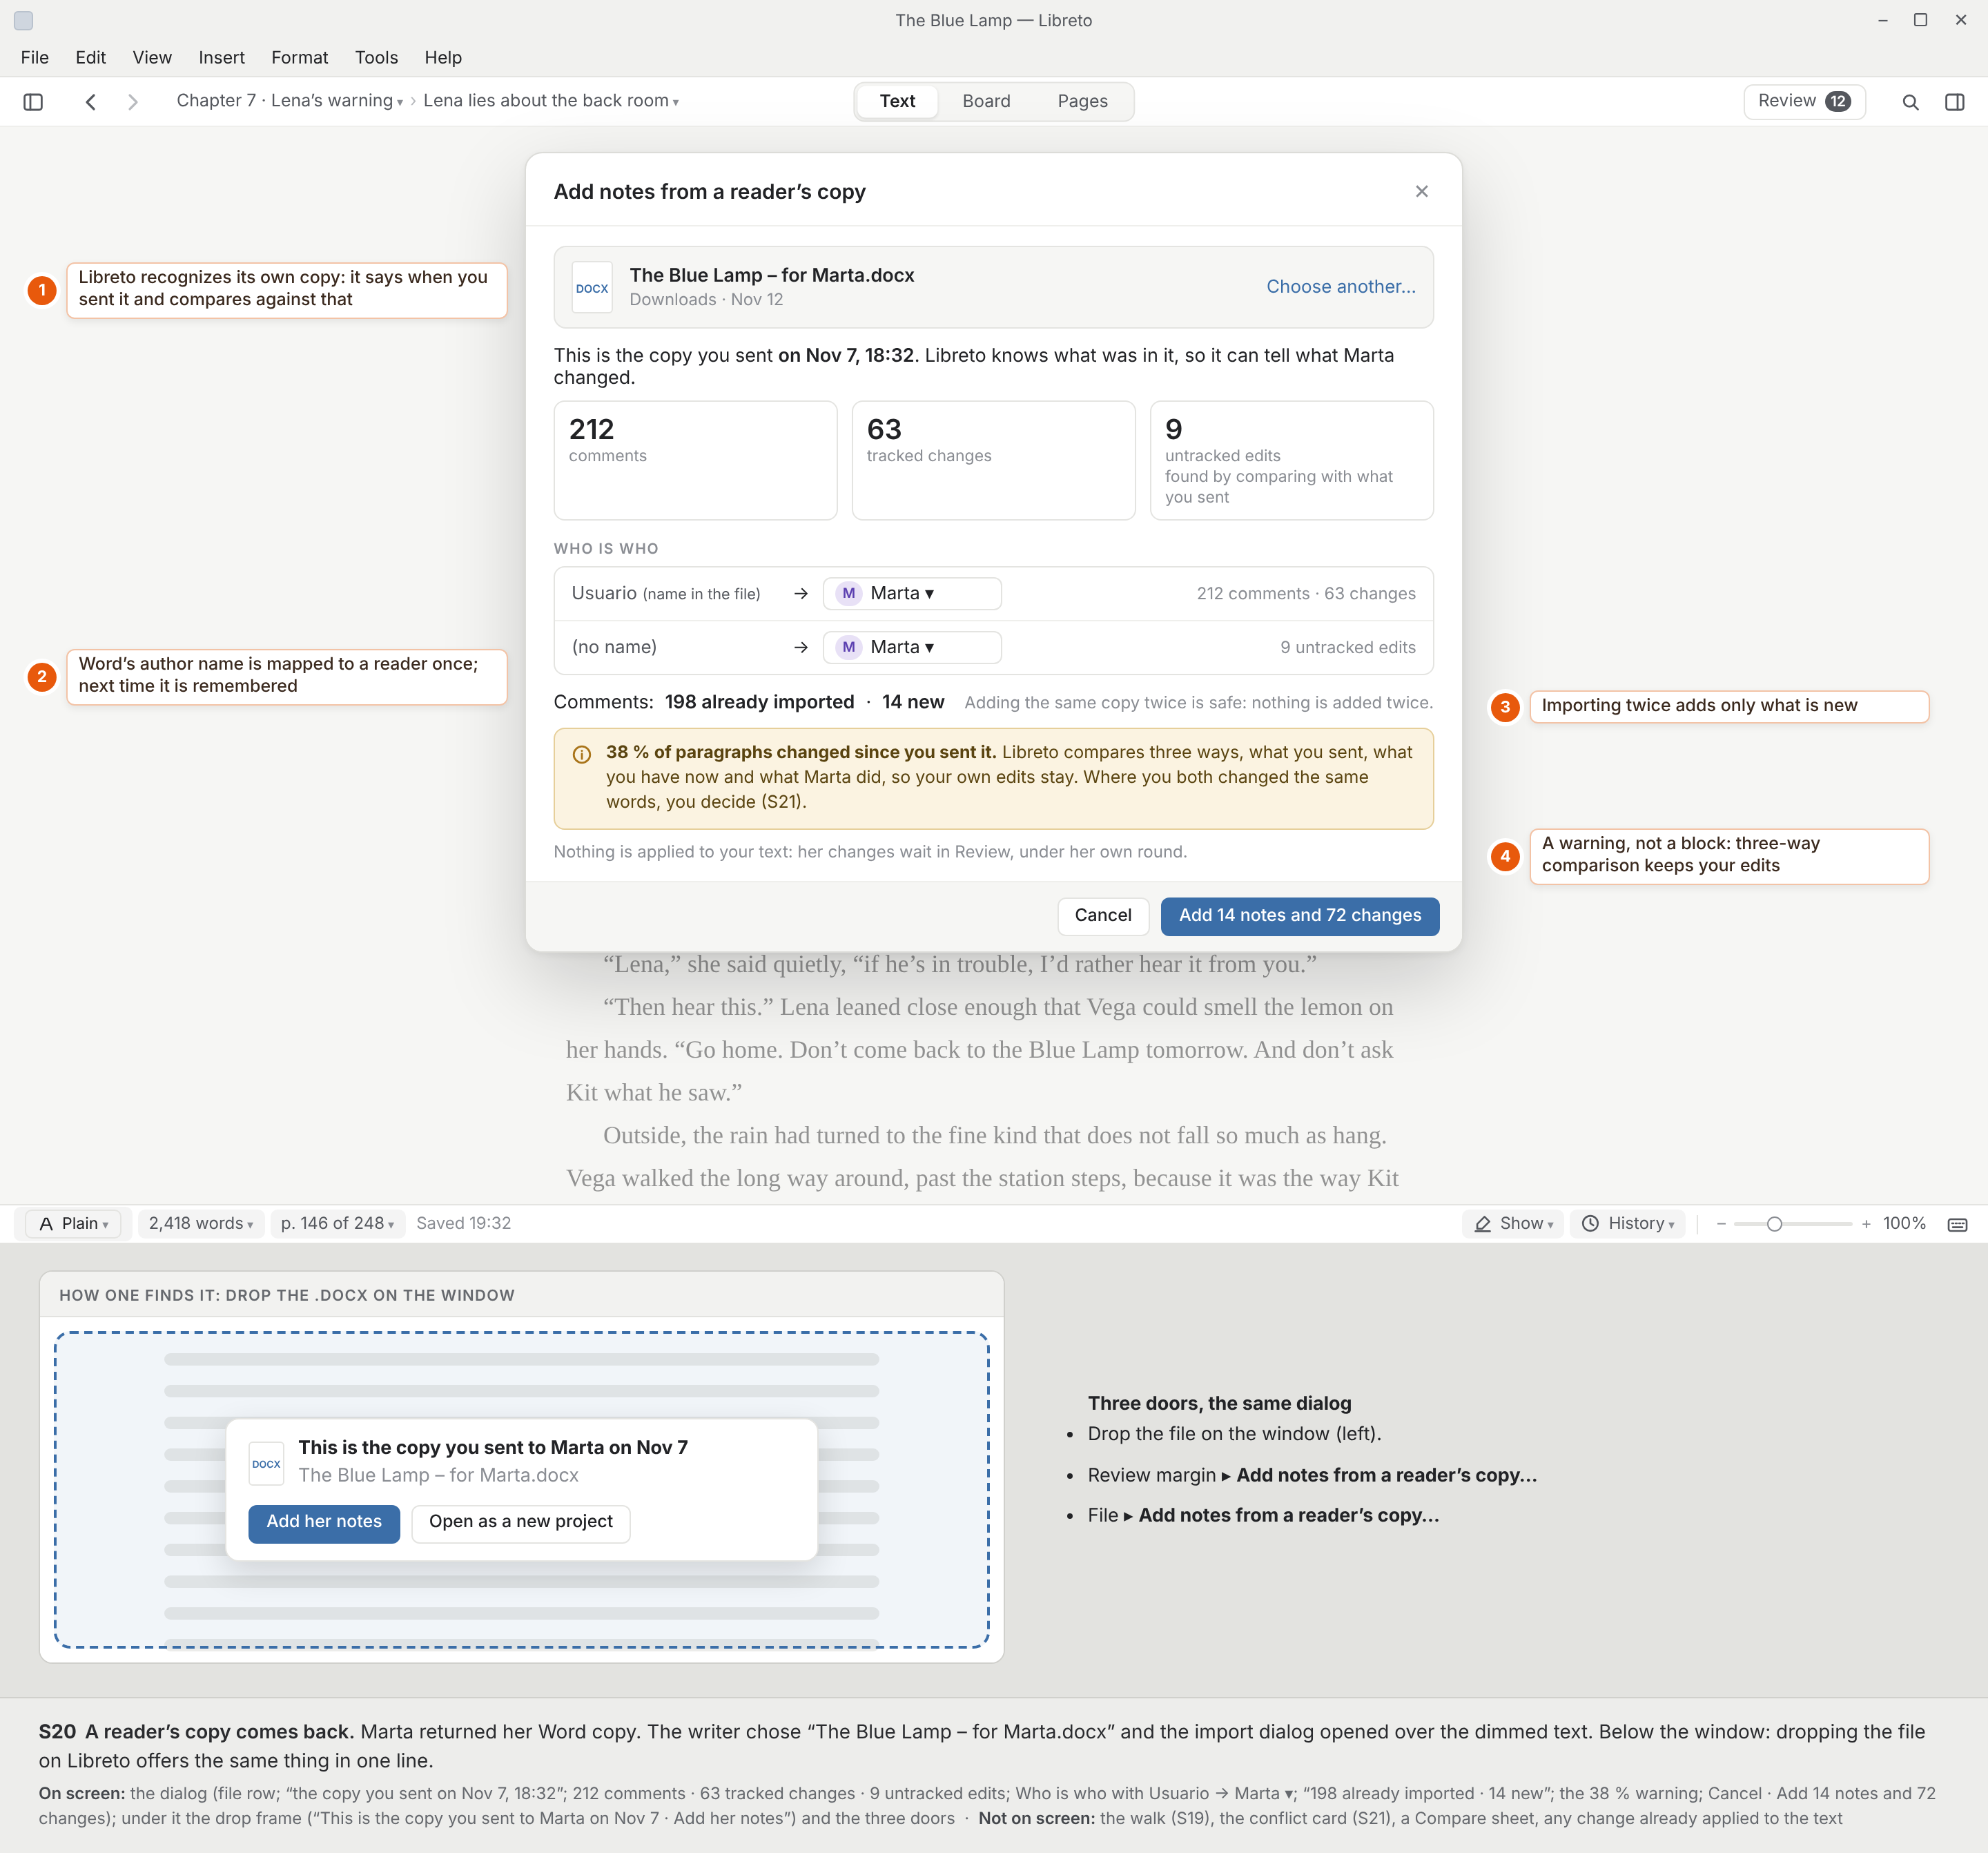 The Blue Lamp — Libreto
File Edit View Insert Format Tools Help
Chapter 7 · Lena’s warning ▾ › Lena lies about the back room ▾
Text Board Pages
Review 12
Add notes from a reader’s copy
DOCX
The Blue Lamp – for Marta.docx
Downloads · Nov 12
Choose another…
This is the copy you sent on Nov 7, 18:32. Libreto knows what was in it, so it can tell what Marta
changed.
212
comments
63
tracked changes
9
untracked edits
found by comparing with what
you sent
WHO IS WHO
Usuario (name in the file) → M Marta ▾ 212 comments · 63 changes
(no name) → M Marta ▾ 9 untracked edits
Comments: 198 already imported · 14 new Adding the same copy twice is safe: nothing is added twice.
38 % of paragraphs changed since you sent it. Libreto compares three ways, what you sent, what
you have now and what Marta did, so your own edits stay. Where you both changed the same
words, you decide (S21).
Nothing is applied to your text: her changes wait in Review, under her own round.
Cancel Add 14 notes and 72 changes
1 Libreto recognizes its own copy: it says when you
sent it and compares against that
2 Word’s author name is mapped to a reader once;
next time it is remembered
3 Importing twice adds only what is new
4 A warning, not a block: three-way
comparison keeps your edits
“Lena,” she said quietly, “if he’s in trouble, I’d rather hear it from you.”
“Then hear this.” Lena leaned close enough that Vega could smell the lemon on
her hands. “Go home. Don’t come back to the Blue Lamp tomorrow. And don’t ask
Kit what he saw.”
Outside, the rain had turned to the fine kind that does not fall so much as hang.
Vega walked the long way around, past the station steps, because it was the way Kit
A Plain ▾ 2,418 words ▾ p. 146 of 248 ▾ Saved 19:32
Show ▾ History ▾ − + 100%
HOW ONE FINDS IT: DROP THE .DOCX ON THE WINDOW
DOCX
This is the copy you sent to Marta on Nov 7
The Blue Lamp – for Marta.docx
Add her notes Open as a new project
Three doors, the same dialog
• Drop the file on the window (left).
• Review margin ▸ Add notes from a reader’s copy…
• File ▸ Add notes from a reader’s copy…
S20 A reader’s copy comes back. Marta returned her Word copy. The writer chose “The Blue Lamp – for Marta.docx” and the import dialog opened over the dimmed text. Below the window: dropping the file
on Libreto offers the same thing in one line.
On screen: the dialog (file row; “the copy you sent on Nov 7, 18:32”; 212 comments · 63 tracked changes · 9 untracked edits; Who is who with Usuario → Marta ▾; “198 already imported · 14 new”; the 38 % warning; Cancel · Add 14 notes and 72
changes); under it the drop frame (“This is the copy you sent to Marta on Nov 7 · Add her notes”) and the three doors · Not on screen: the walk (S19), the conflict card (S21), a Compare sheet, any change already applied to the text